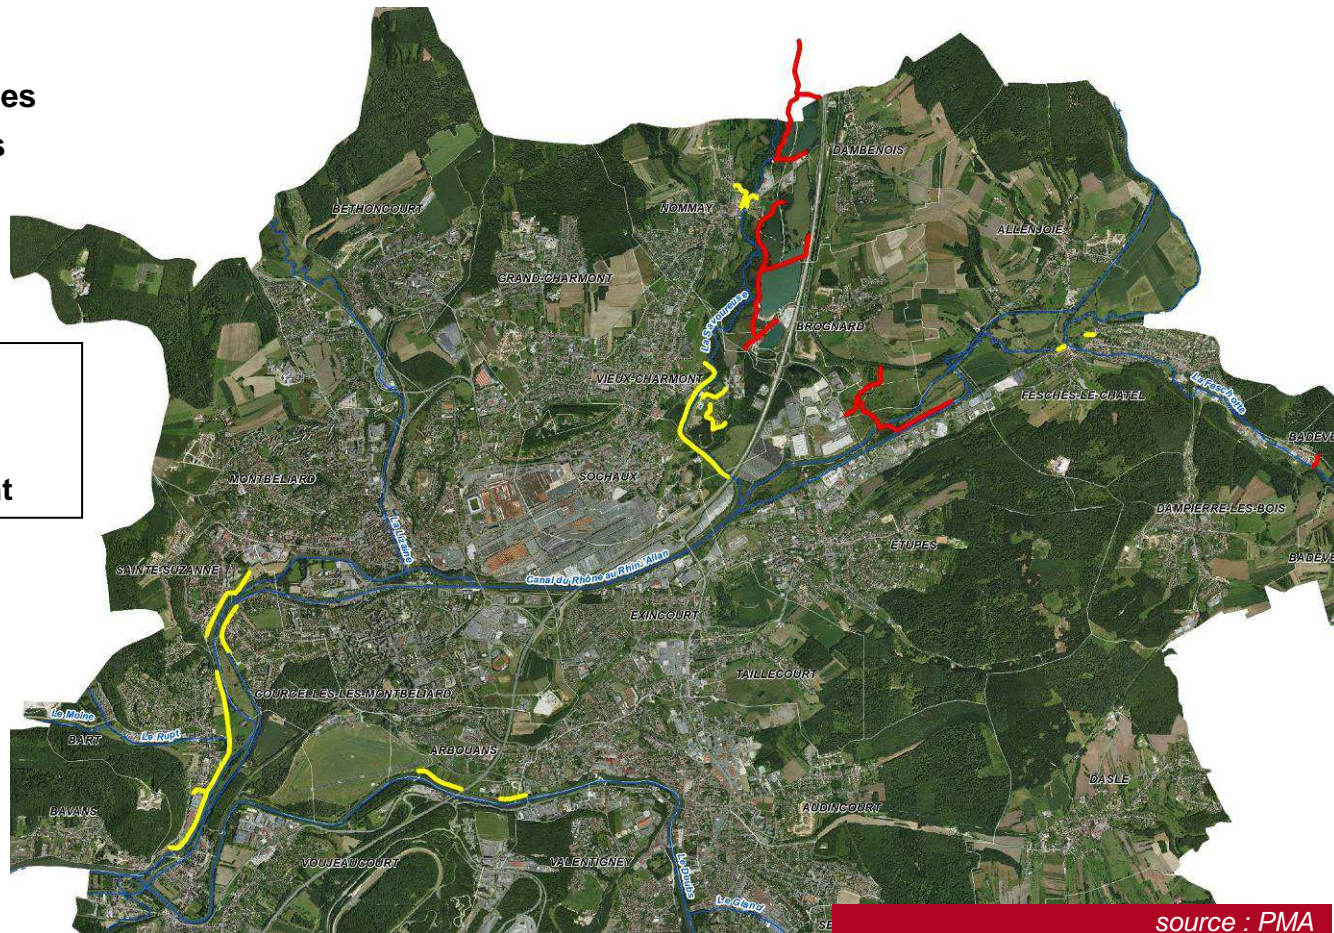 es
s
t
DAMBENOIS
NOMMAY
BETHONCOURT
ALLENJOIE
GRAND-CHARMONT
La Savoureuse
BROGNARD
VIEUX-CHARMONT
La Feschotte
FESCHES-LE-CHATEL
BADEVE
MONTBELIARD
SOCHAUX
DAMPIERRE-LES-BOIS
La Lizaine
ETUPES
BADEVE
SAINTE-SUZANNE
Canal du Rhône au Rhin, Allan
EXINCOURT
TAILLECOURT
COURCELLES-LES-MONTBELIARD
Le Moine
Le Rupt
BART
ARBOUANS
DASLE
AUDINCOURT
BAVANS
VOUJEAUCOURT
VALENTIGNEY
Le Doubs
Le Gland
SE
source : PMA